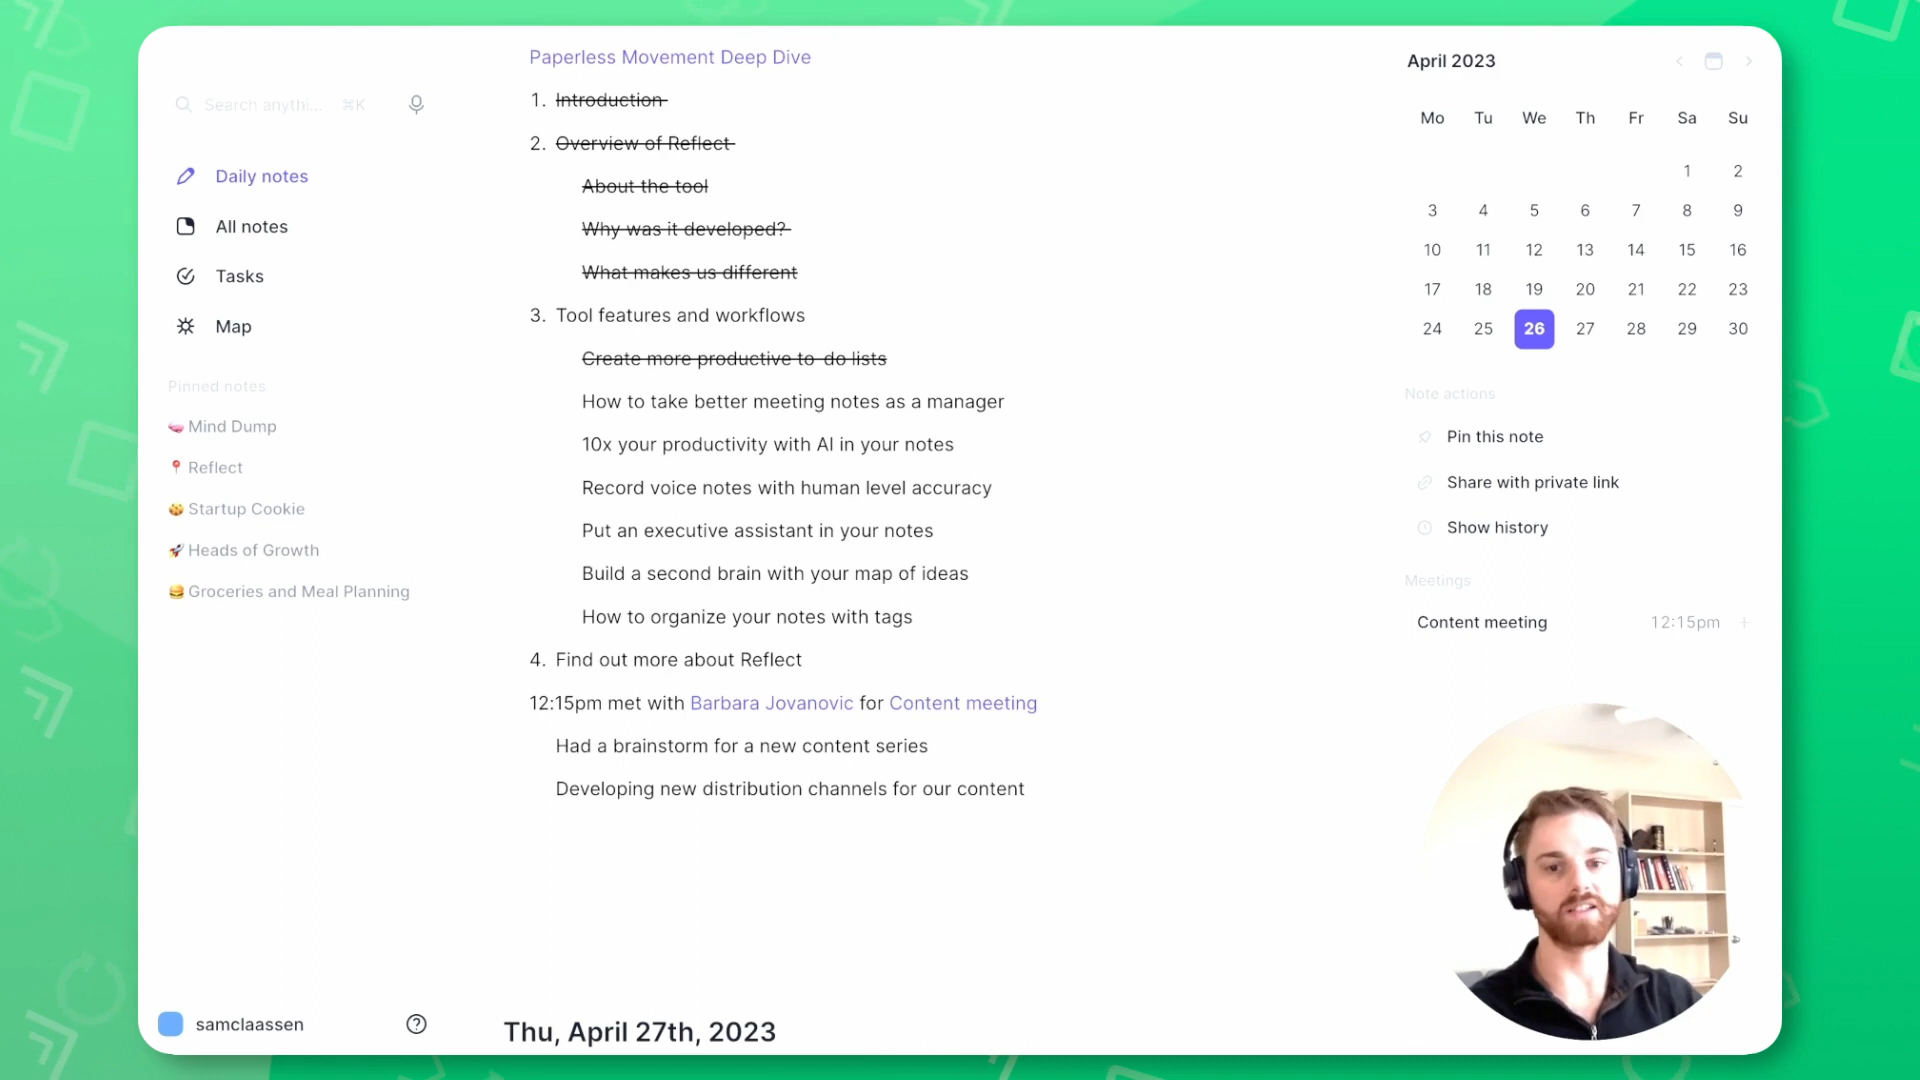 Search anythi... ⌘K
Daily notes
All notes
Tasks
Map
Pinned notes
Mind Dump
Reflect
Startup Cookie
Heads of Growth
Groceries and Meal Planning
samclaassen
Paperless Movement Deep Dive
1. Introduction
2. Overview of Reflect
About the tool
Why was it developed?
What makes us different
3. Tool features and workflows
Create more productive to-do lists
How to take better meeting notes as a manager
10x your productivity with AI in your notes
Record voice notes with human level accuracy
Put an executive assistant in your notes
Build a second brain with your map of ideas
How to organize your notes with tags
4. Find out more about Reflect
12:15pm met with Barbara Jovanovic for Content meeting
Had a brainstorm for a new content series
Developing new distribution channels for our content
Thu, April 27th, 2023
April 2023
Mo Tu We Th Fr Sa Su
1 2
3 4 5 6 7 8 9
10 11 12 13 14 15 16
17 18 19 20 21 22 23
24 25 26 27 28 29 30
Note actions
Pin this note
Share with private link
Show history
Meetings
Content meeting 12:15pm +